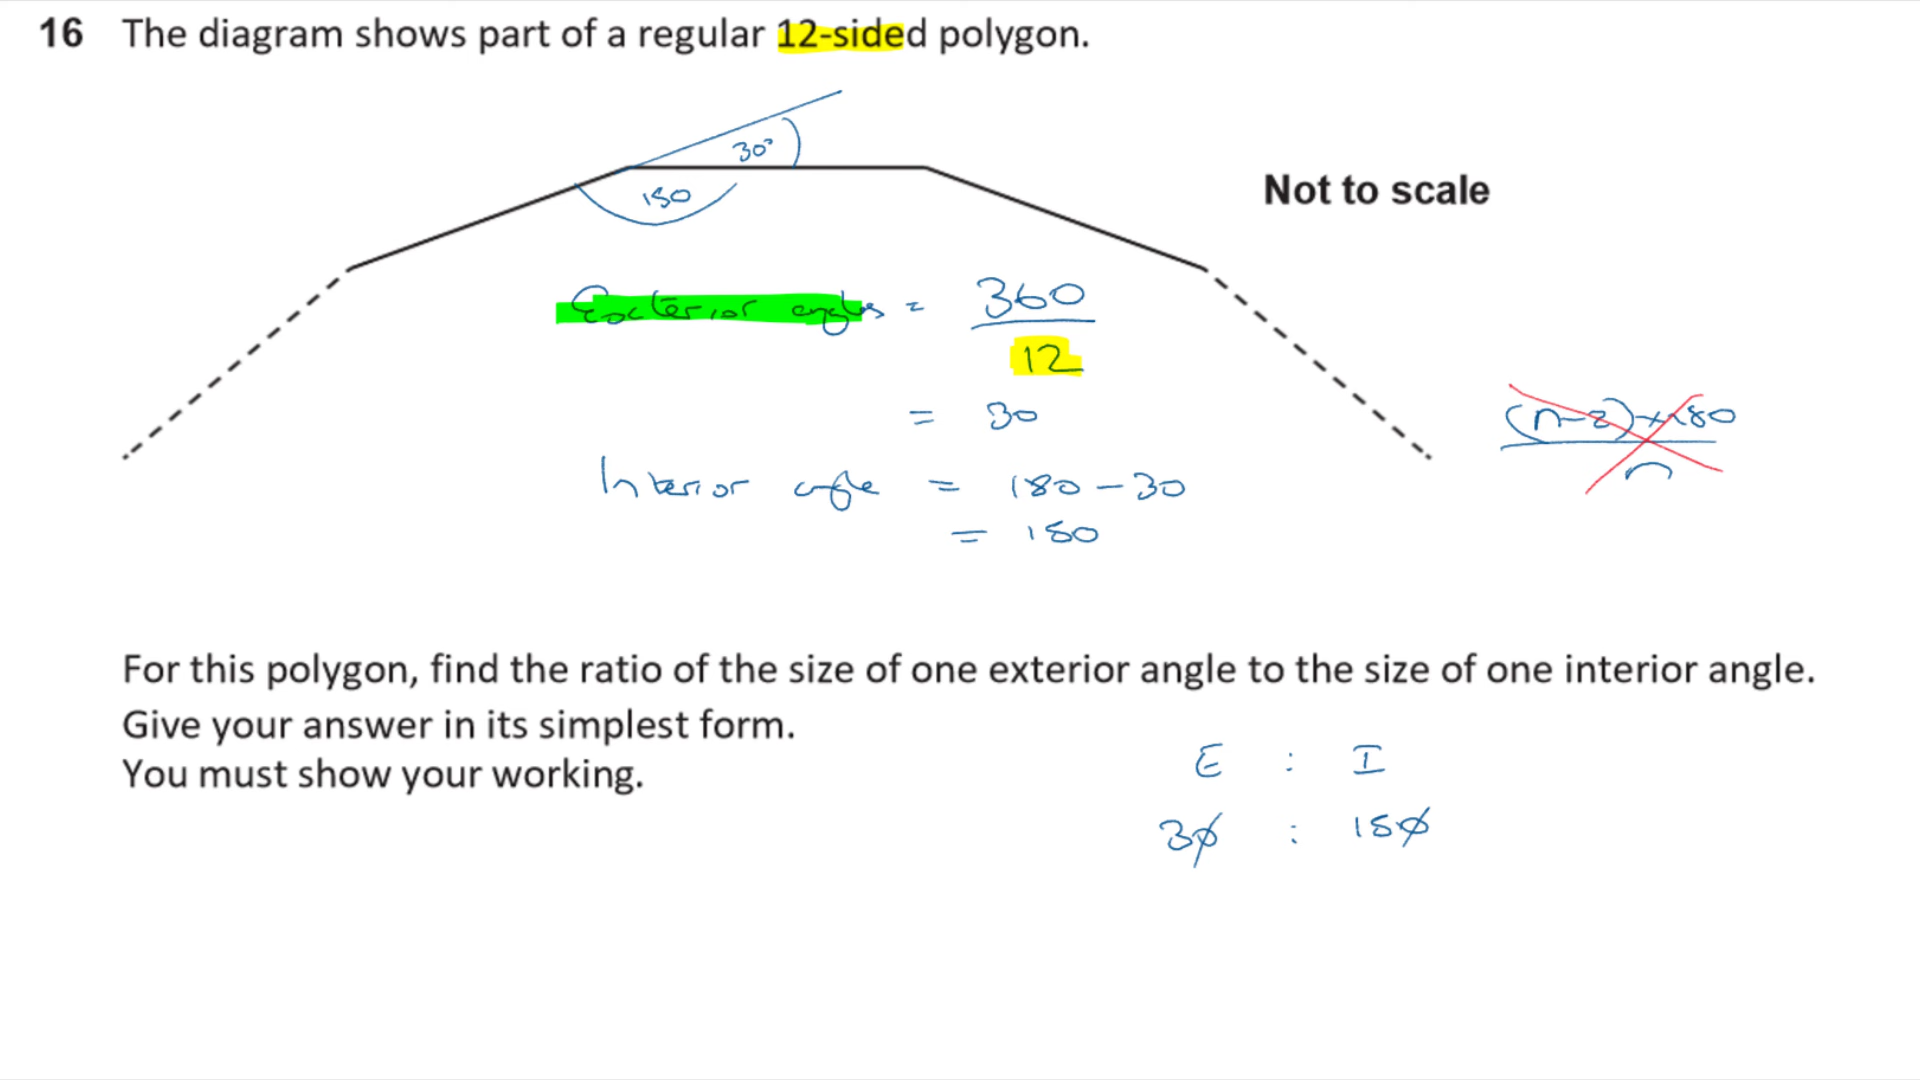 16 The diagram shows part of a regular 12-sided polygon.
30°
150
Not to scale
Exterior angles = 360
12
= 30
(n-2)×180
n
Interior angle = 180 - 30
= 150
For this polygon, find the ratio of the size of one exterior angle to the size of one interior angle.
Give your answer in its simplest form.
You must show your working.
E : I
30 : 150